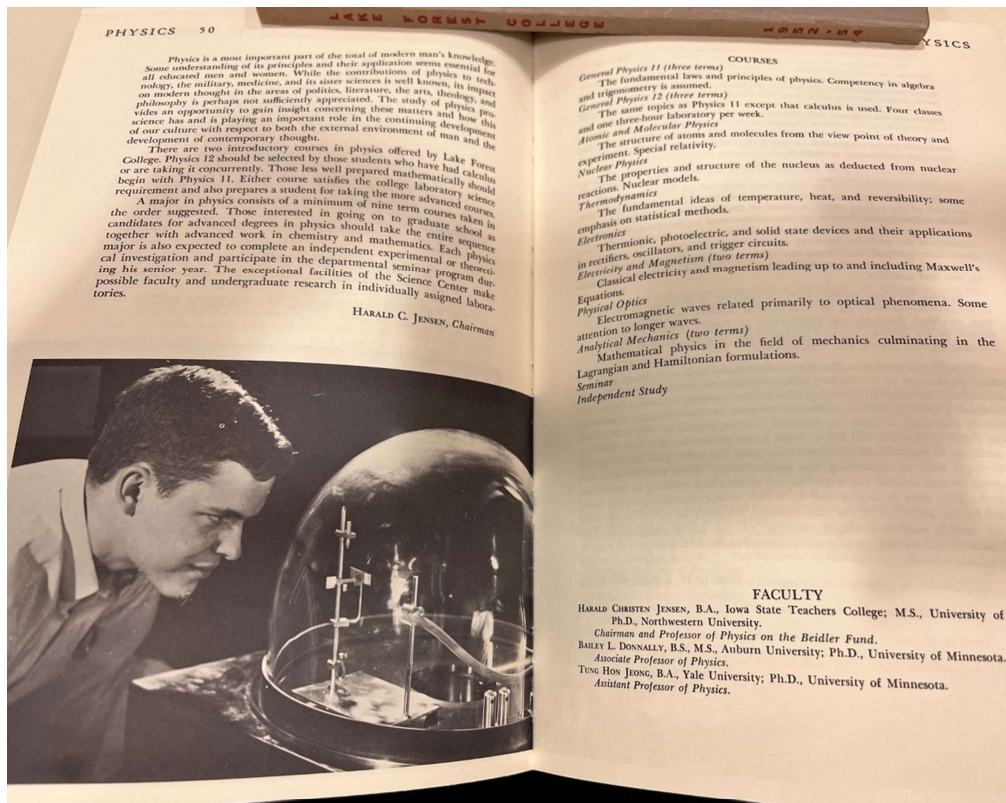 LAKE FOREST COLLEGE 1952-54
PHYSICS 50
Physics is a most important part of the total of modern man's knowledge.
Some understanding of its principles and their application seems essential for
all educated men and women. While the contributions of physics to tech-
nology, the military, medicine, and its sister sciences is well known, its impact
on modern thought in the areas of politics, literature, the arts, theology, and
philosophy is perhaps not sufficiently appreciated. The study of physics pro-
vides an opportunity to gain insight concerning these matters and how this
science has and is playing an important role in the continuing development
of our culture with respect to both the external environment of man and the
development of contemporary thought.
There are two introductory courses in physics offered by Lake Forest
College. Physics 12 should be selected by those students who have had calculus
or are taking it concurrently. Those less well prepared mathematically should
begin with Physics 11. Either course satisfies the college laboratory science
requirement and also prepares a student for taking the more advanced courses.
A major in physics consists of a minimum of nine term courses taken in
the order suggested. Those interested in going on to graduate school as
candidates for advanced degrees in physics should take the entire sequence
together with advanced work in chemistry and mathematics. Each physics
major is also expected to complete an independent experimental or theoreti-
cal investigation and participate in the departmental seminar program dur-
ing his senior year. The exceptional facilities of the Science Center make
possible faculty and undergraduate research in individually assigned labora-
tories.
HARALD C. JENSEN, Chairman
YSICS
COURSES
General Physics 11 (three terms)
The fundamental laws and principles of physics. Competency in algebra
and trigonometry is assumed.
General Physics 12 (three terms)
The same topics as Physics 11 except that calculus is used. Four classes
and one three-hour laboratory per week.
Atomic and Molecular Physics
The structure of atoms and molecules from the view point of theory and
experiment. Special relativity.
Nuclear Physics
The properties and structure of the nucleus as deducted from nuclear
reactions. Nuclear models.
Thermodynamics
The fundamental ideas of temperature, heat, and reversibility; some
emphasis on statistical methods.
Electronics
Thermionic, photoelectric, and solid state devices and their applications
in rectifiers, oscillators, and trigger circuits.
Electricity and Magnetism (two terms)
Classical electricity and magnetism leading up to and including Maxwell's
Equations.
Physical Optics
Electromagnetic waves related primarily to optical phenomena. Some
attention to longer waves.
Analytical Mechanics (two terms)
Mathematical physics in the field of mechanics culminating in the
Lagrangian and Hamiltonian formulations.
Seminar
Independent Study
FACULTY
HARALD CHRISTEN JENSEN, B.A., Iowa State Teachers College; M.S., University of
Ph.D., Northwestern University.
Chairman and Professor of Physics on the Beidler Fund.
BAILEY L. DONNALLY, B.S., M.S., Auburn University; Ph.D., University of Minnesota.
Associate Professor of Physics.
TUNG HON JEONG, B.A., Yale University; Ph.D., University of Minnesota.
Assistant Professor of Physics.